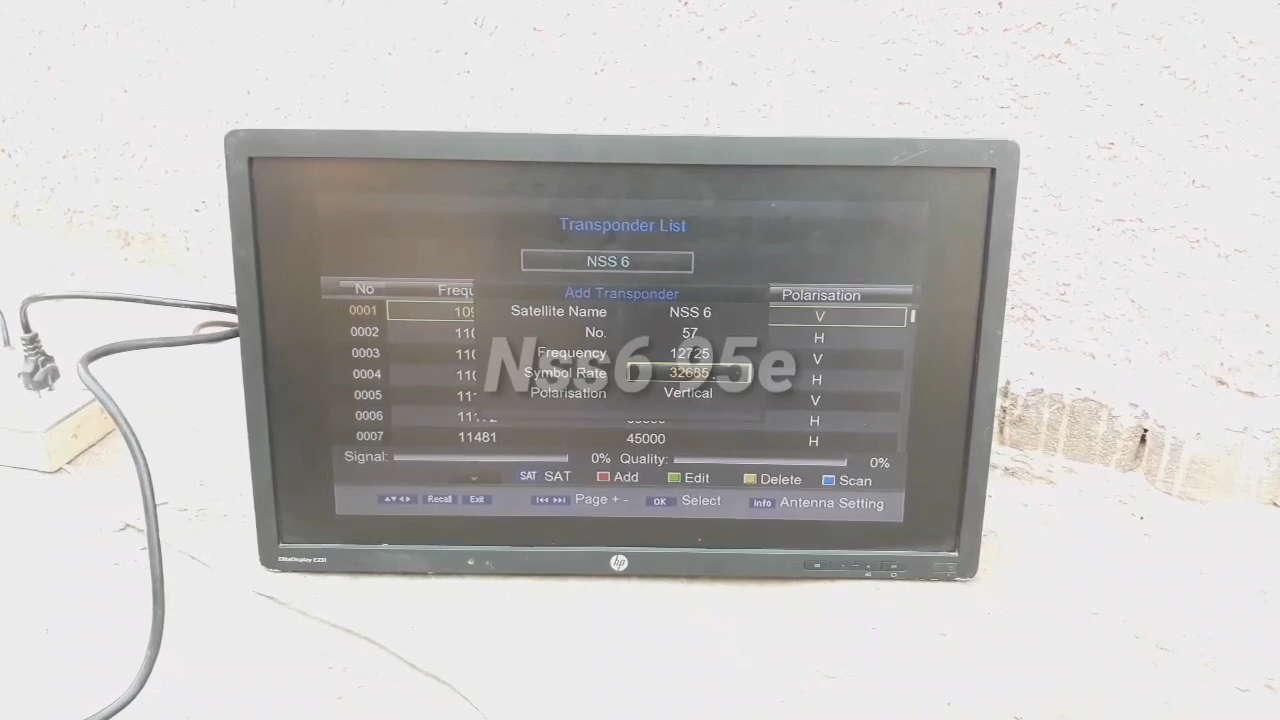 Transponder List
NSS 6
No Frequ Polarisation
Add Transponder
0001 109 V
Satellite Name NSS 6
0002 110 No. 57 H
0003 110 Frequency 12725 V
Nss6 95e
0004 110 Symbol Rate 32685 H
0005 111 Polarisation Vertical V
0006 H
0007 11481 45000 H
Signal: 0% Quality: 0%
SAT SAT Add Edit Delete Scan
Recall Exit Page + - OK Select Info Antenna Setting
EliteDisplay E231
hp